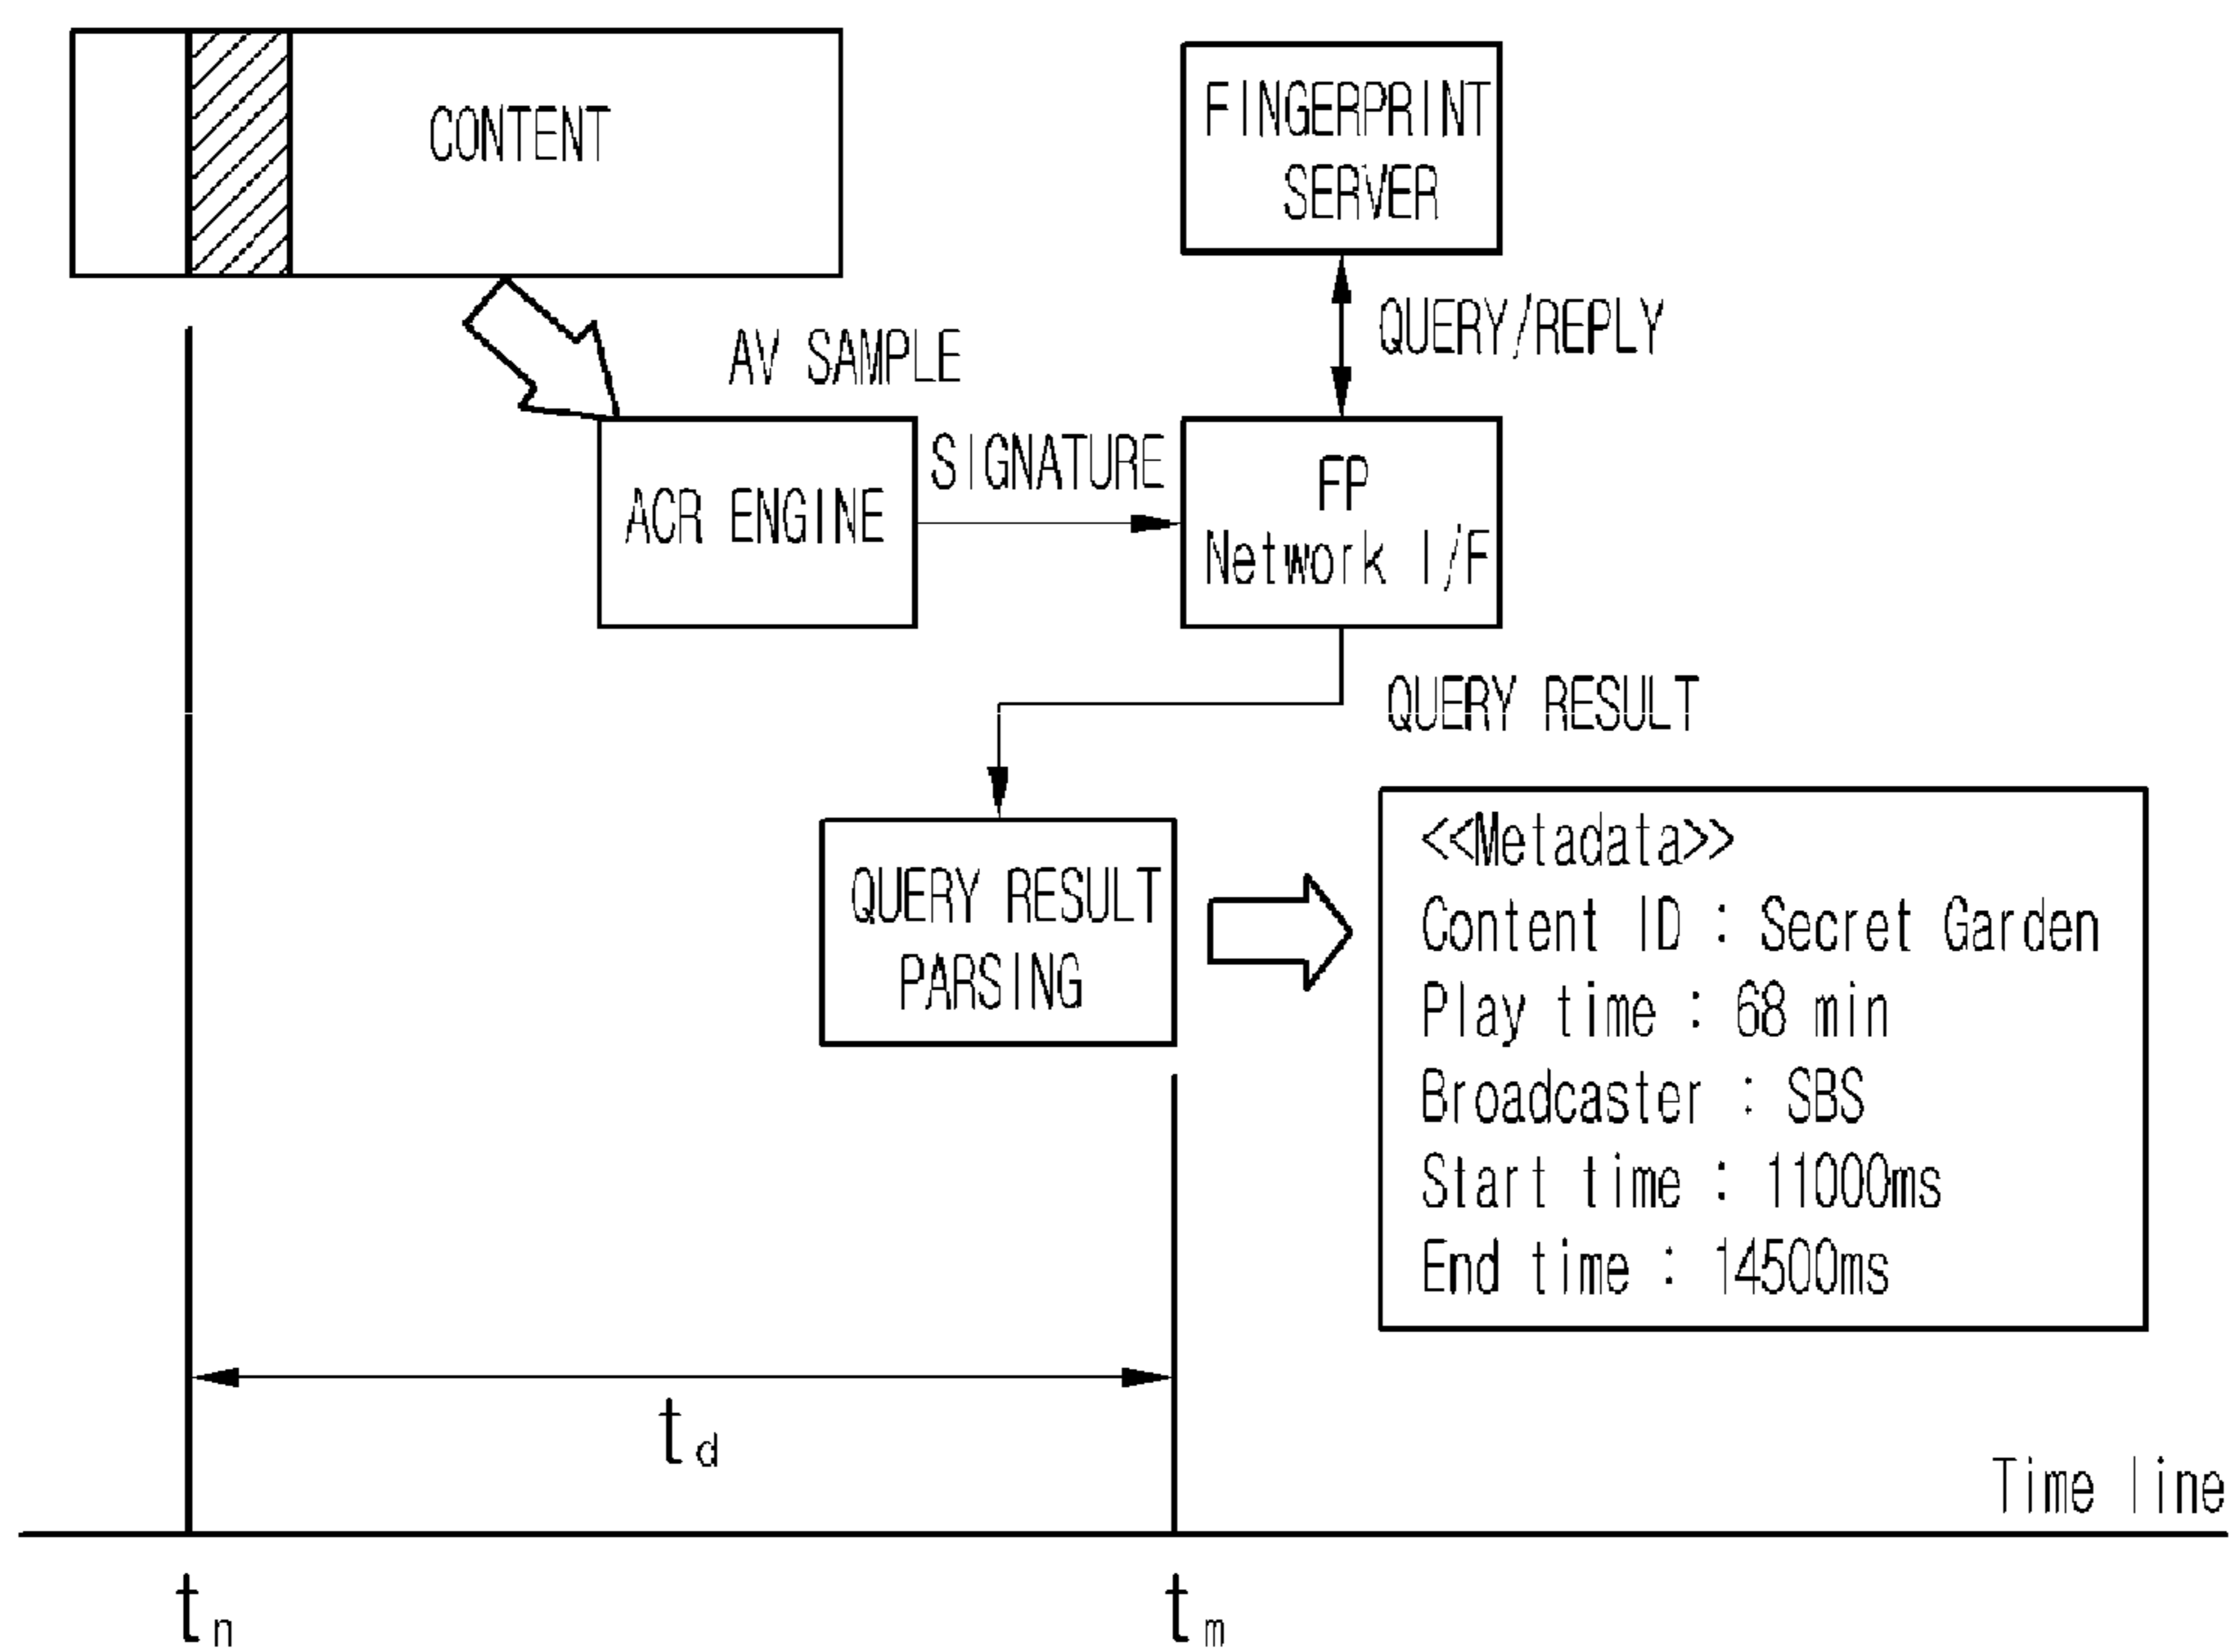 CONTENT
FINGERPRINT
SERVER
QUERY/REPLY
AV SAMPLE
SIGNATURE
ACR ENGINE
FP
Network I/F
QUERY RESULT
QUERY RESULT
PARSING
<<Metadata>>
Content ID : Secret Garden
Play time : 68 min
Broadcaster : SBS
Start time : 11000ms
End time : 14500ms
td
Time line
tn
tm